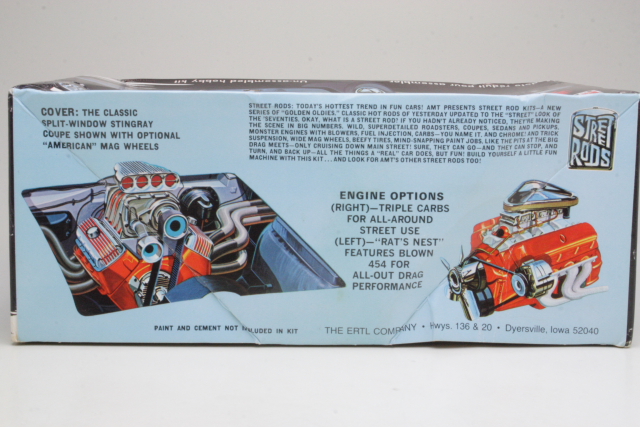 Un-assembled hobby kit
COVER: THE CLASSIC
SPLIT-WINDOW STINGRAY
COUPE SHOWN WITH OPTIONAL
"AMERICAN" MAG WHEELS
STREET RODS: TODAY'S HOTTEST TREND IN FUN CARS! AMT PRESENTS STREET ROD KITS—A NEW
SERIES OF "GOLDEN OLDIES." CLASSIC HOT RODS OF YESTERDAY UPDATED TO THE "STREET" LOOK OF
THE 'SEVENTIES. OKAY, WHAT IS A STREET ROD? IF YOU HADN'T ALREADY NOTICED, THEY'RE MAKING
THE SCENE IN BIG NUMBERS. WILD, SUPERDETAILED ROADSTERS, COUPES, SEDANS AND PICKUPS.
MONSTER ENGINES WITH BLOWERS, FUEL INJECTION, CARBS—YOU NAME IT, AND CHROME! AND TRICK
SUSPENSION, WIDE MAG WHEELS, BEEFY TIRES, MIND-SNAPPING PAINT JOBS, LIKE THE PITS AT THE BIG
DRAG MEETS—ONLY CRUISING DOWN MAIN STREET! SURE, THEY CAN GO—AND THEY CAN STOP, AND
TURN, AND BACK UP—ALL THE THINGS A "REAL" CAR DOES. BUT FUN! BUILD YOURSELF A LITTLE FUN
MACHINE WITH THIS KIT... AND LOOK FOR AMT'S OTHER STREET RODS TOO!
STREET
RODS
ENGINE OPTIONS
(RIGHT)—TRIPLE CARBS
FOR ALL-AROUND
STREET USE
(LEFT)—"RAT'S NEST"
FEATURES BLOWN
454 FOR
ALL-OUT DRAG
PERFORMANCE
PAINT AND CEMENT NOT INCLUDED IN KIT
THE ERTL COMPANY • Hwys. 136 & 20 • Dyersville, Iowa 52040